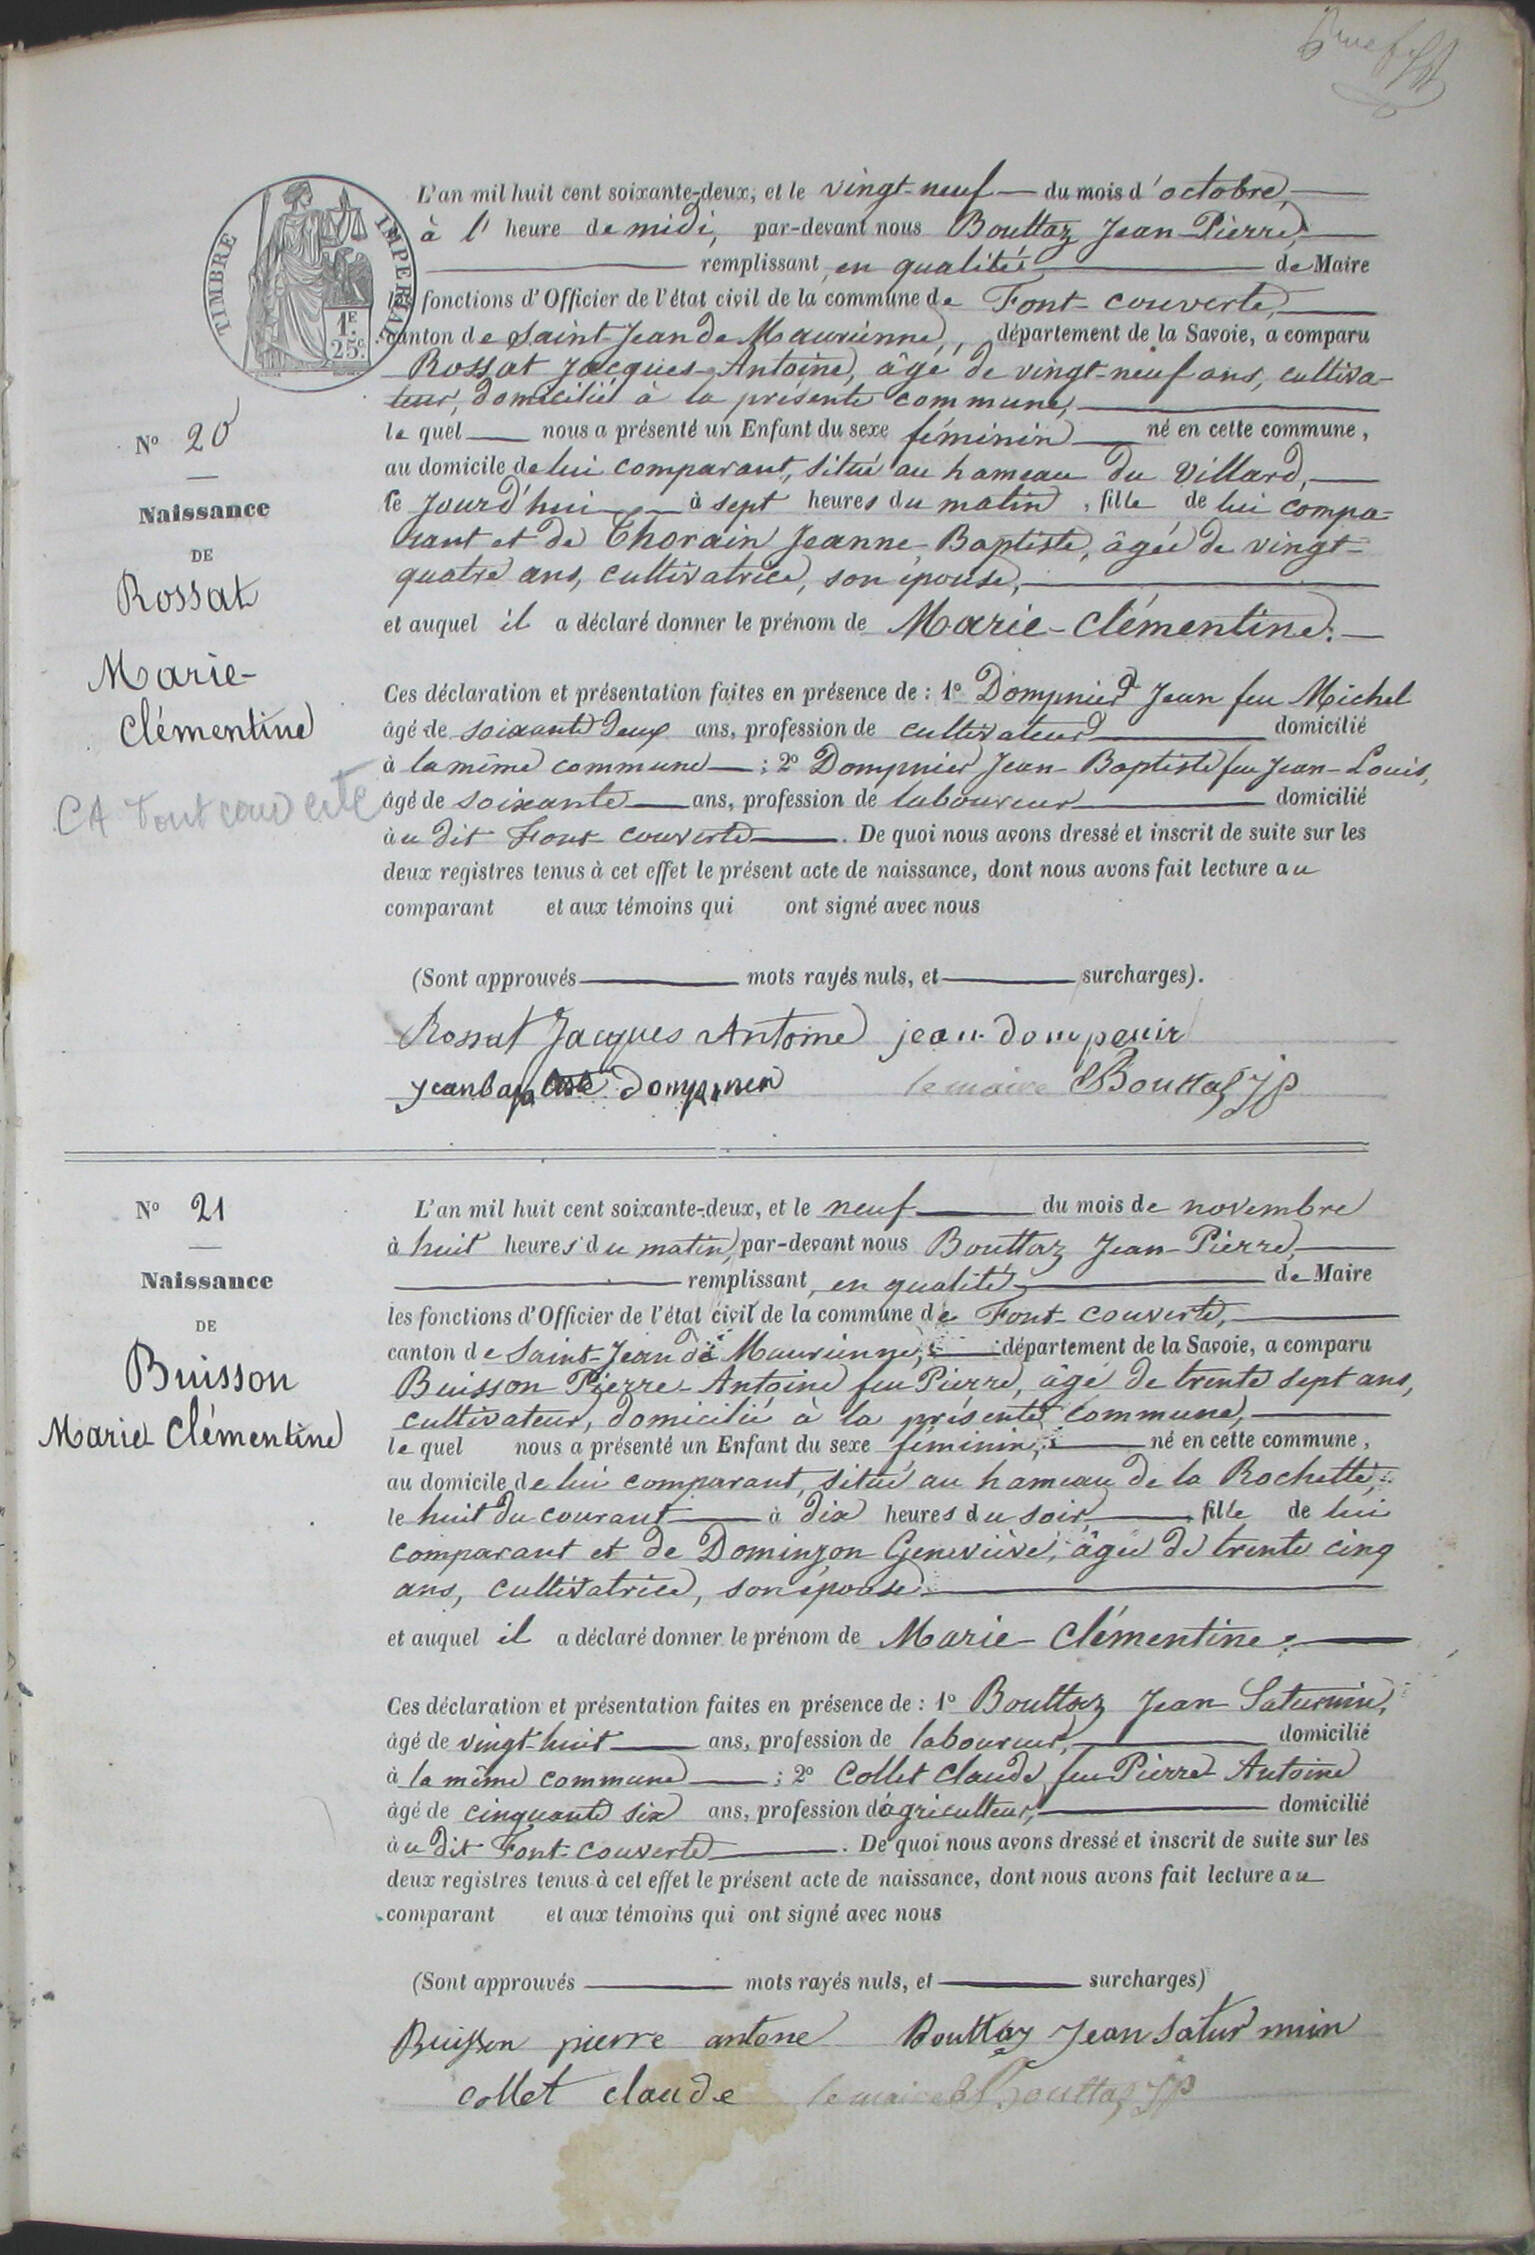 TIMBRE IMPERIAL
1E 25c.
L'an mil huit cent soixante-deux, et le vingt-neuf du mois d'octobre,
à l'heure de midi, par-devant nous Bouttaz Jean-Pierre,
remplissant, en qualité de Maire
fonctions d'Officier de l'état civil de la commune de Font-couverte,
canton de Saint-Jean de Maurienne, département de la Savoie, a comparu
Rossat Jacques-Antoine, âgé de vingt-neuf ans, cultiva-
teur, domicilié à la présente commune,
le quel nous a présenté un Enfant du sexe féminin né en cette commune,
au domicile de lui comparant, situé au hameau du Villard,
le jourd'hui à sept heures du matin, fille de lui compa-
rant et de Thorain Jeanne-Baptiste, âgée de vingt-
quatre ans, cultivatrice, son épouse,
et auquel il a déclaré donner le prénom de Marie-Clémentine.
Ces déclaration et présentation faites en présence de : 1º Dompnier Jean feu Michel
âgé de soixante deux ans, profession de cultivateur domicilié
à la même commune ; 2º Dompnier Jean-Baptiste feu Jean-Louis,
âgé de soixante ans, profession de laboureur domicilié
à u dit Font-couverte. De quoi nous avons dressé et inscrit de suite sur les
deux registres tenus à cet effet le présent acte de naissance, dont nous avons fait lecture au
comparant et aux témoins qui ont signé avec nous
(Sont approuvés mots rayés nuls, et surcharges).
Rossat Jacques Antoine jean dompenir
jean baptiste dompnier le maire Bouttaz JP
Nº 20
Naissance
DE
Rossat
Marie-
Clémentine
CA Fontcouverte
Nº 21
Naissance
DE
Buisson
Marie Clémentine
L'an mil huit cent soixante-deux, et le neuf du mois de novembre
à huit heures du matin, par-devant nous Bouttaz Jean-Pierre,
remplissant, en qualité de Maire
les fonctions d'Officier de l'état civil de la commune de Font-couverte,
canton de Saint-Jean de Maurienne, département de la Savoie, a comparu
Buisson Pierre-Antoine feu Pierre, âgé de trente sept ans,
cultivateur, domicilié à la présente commune,
le quel nous a présenté un Enfant du sexe féminin, né en cette commune,
au domicile de lui comparant, situé au hameau de la Rochette,
le huit du courant à dix heures du soir, fille de lui
comparant et de Dominjon Geneviève, âgée de trente cinq
ans, cultivatrice, son épouse
et auquel il a déclaré donner le prénom de Marie-Clémentine.
Ces déclaration et présentation faites en présence de : 1º Bouttaz Jean Saturnin,
âgé de vingt-huit ans, profession de laboureur, domicilié
à la même commune ; 2º Collet Claude feu Pierre Antoine
âgé de cinquante six ans, profession d'agriculteur, domicilié
à u dit Font-couverte. De quoi nous avons dressé et inscrit de suite sur les
deux registres tenus à cet effet le présent acte de naissance, dont nous avons fait lecture au
comparant et aux témoins qui ont signé avec nous
(Sont approuvés mots rayés nuls, et surcharges)
Buisson pierre antone Bouttaz Jean Saturnnin
collet claude le maire Bouttaz JP